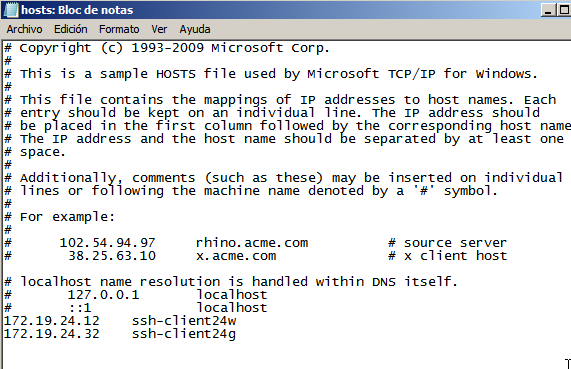 hosts: Bloc de notas
Archivo Edición Formato Ver Ayuda
# Copyright (c) 1993-2009 Microsoft Corp.
#
# This is a sample HOSTS file used by Microsoft TCP/IP for Windows.
#
# This file contains the mappings of IP addresses to host names. Each
# entry should be kept on an individual line. The IP address should
# be placed in the first column followed by the corresponding host name
# The IP address and the host name should be separated by at least one
# space.
#
# Additionally, comments (such as these) may be inserted on individual
# lines or following the machine name denoted by a '#' symbol.
#
# For example:
#
#      102.54.94.97     rhino.acme.com          # source server
#       38.25.63.10     x.acme.com              # x client host

# localhost name resolution is handled within DNS itself.
#       127.0.0.1       localhost
#       ::1             localhost
172.19.24.12    ssh-client24w
172.19.24.32    ssh-client24g